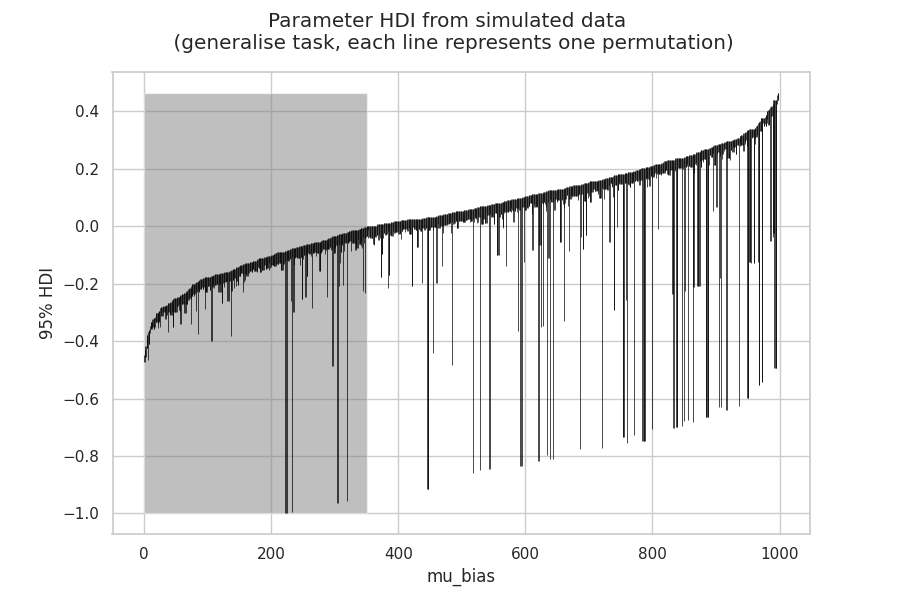 Parameter HDI from simulated data
(generalise task, each line represents one permutation)
95% HDI
0.4
0.2
0.0
−0.2
−0.4
−0.6
−0.8
−1.0
0 200 400 600 800 1000
mu_bias